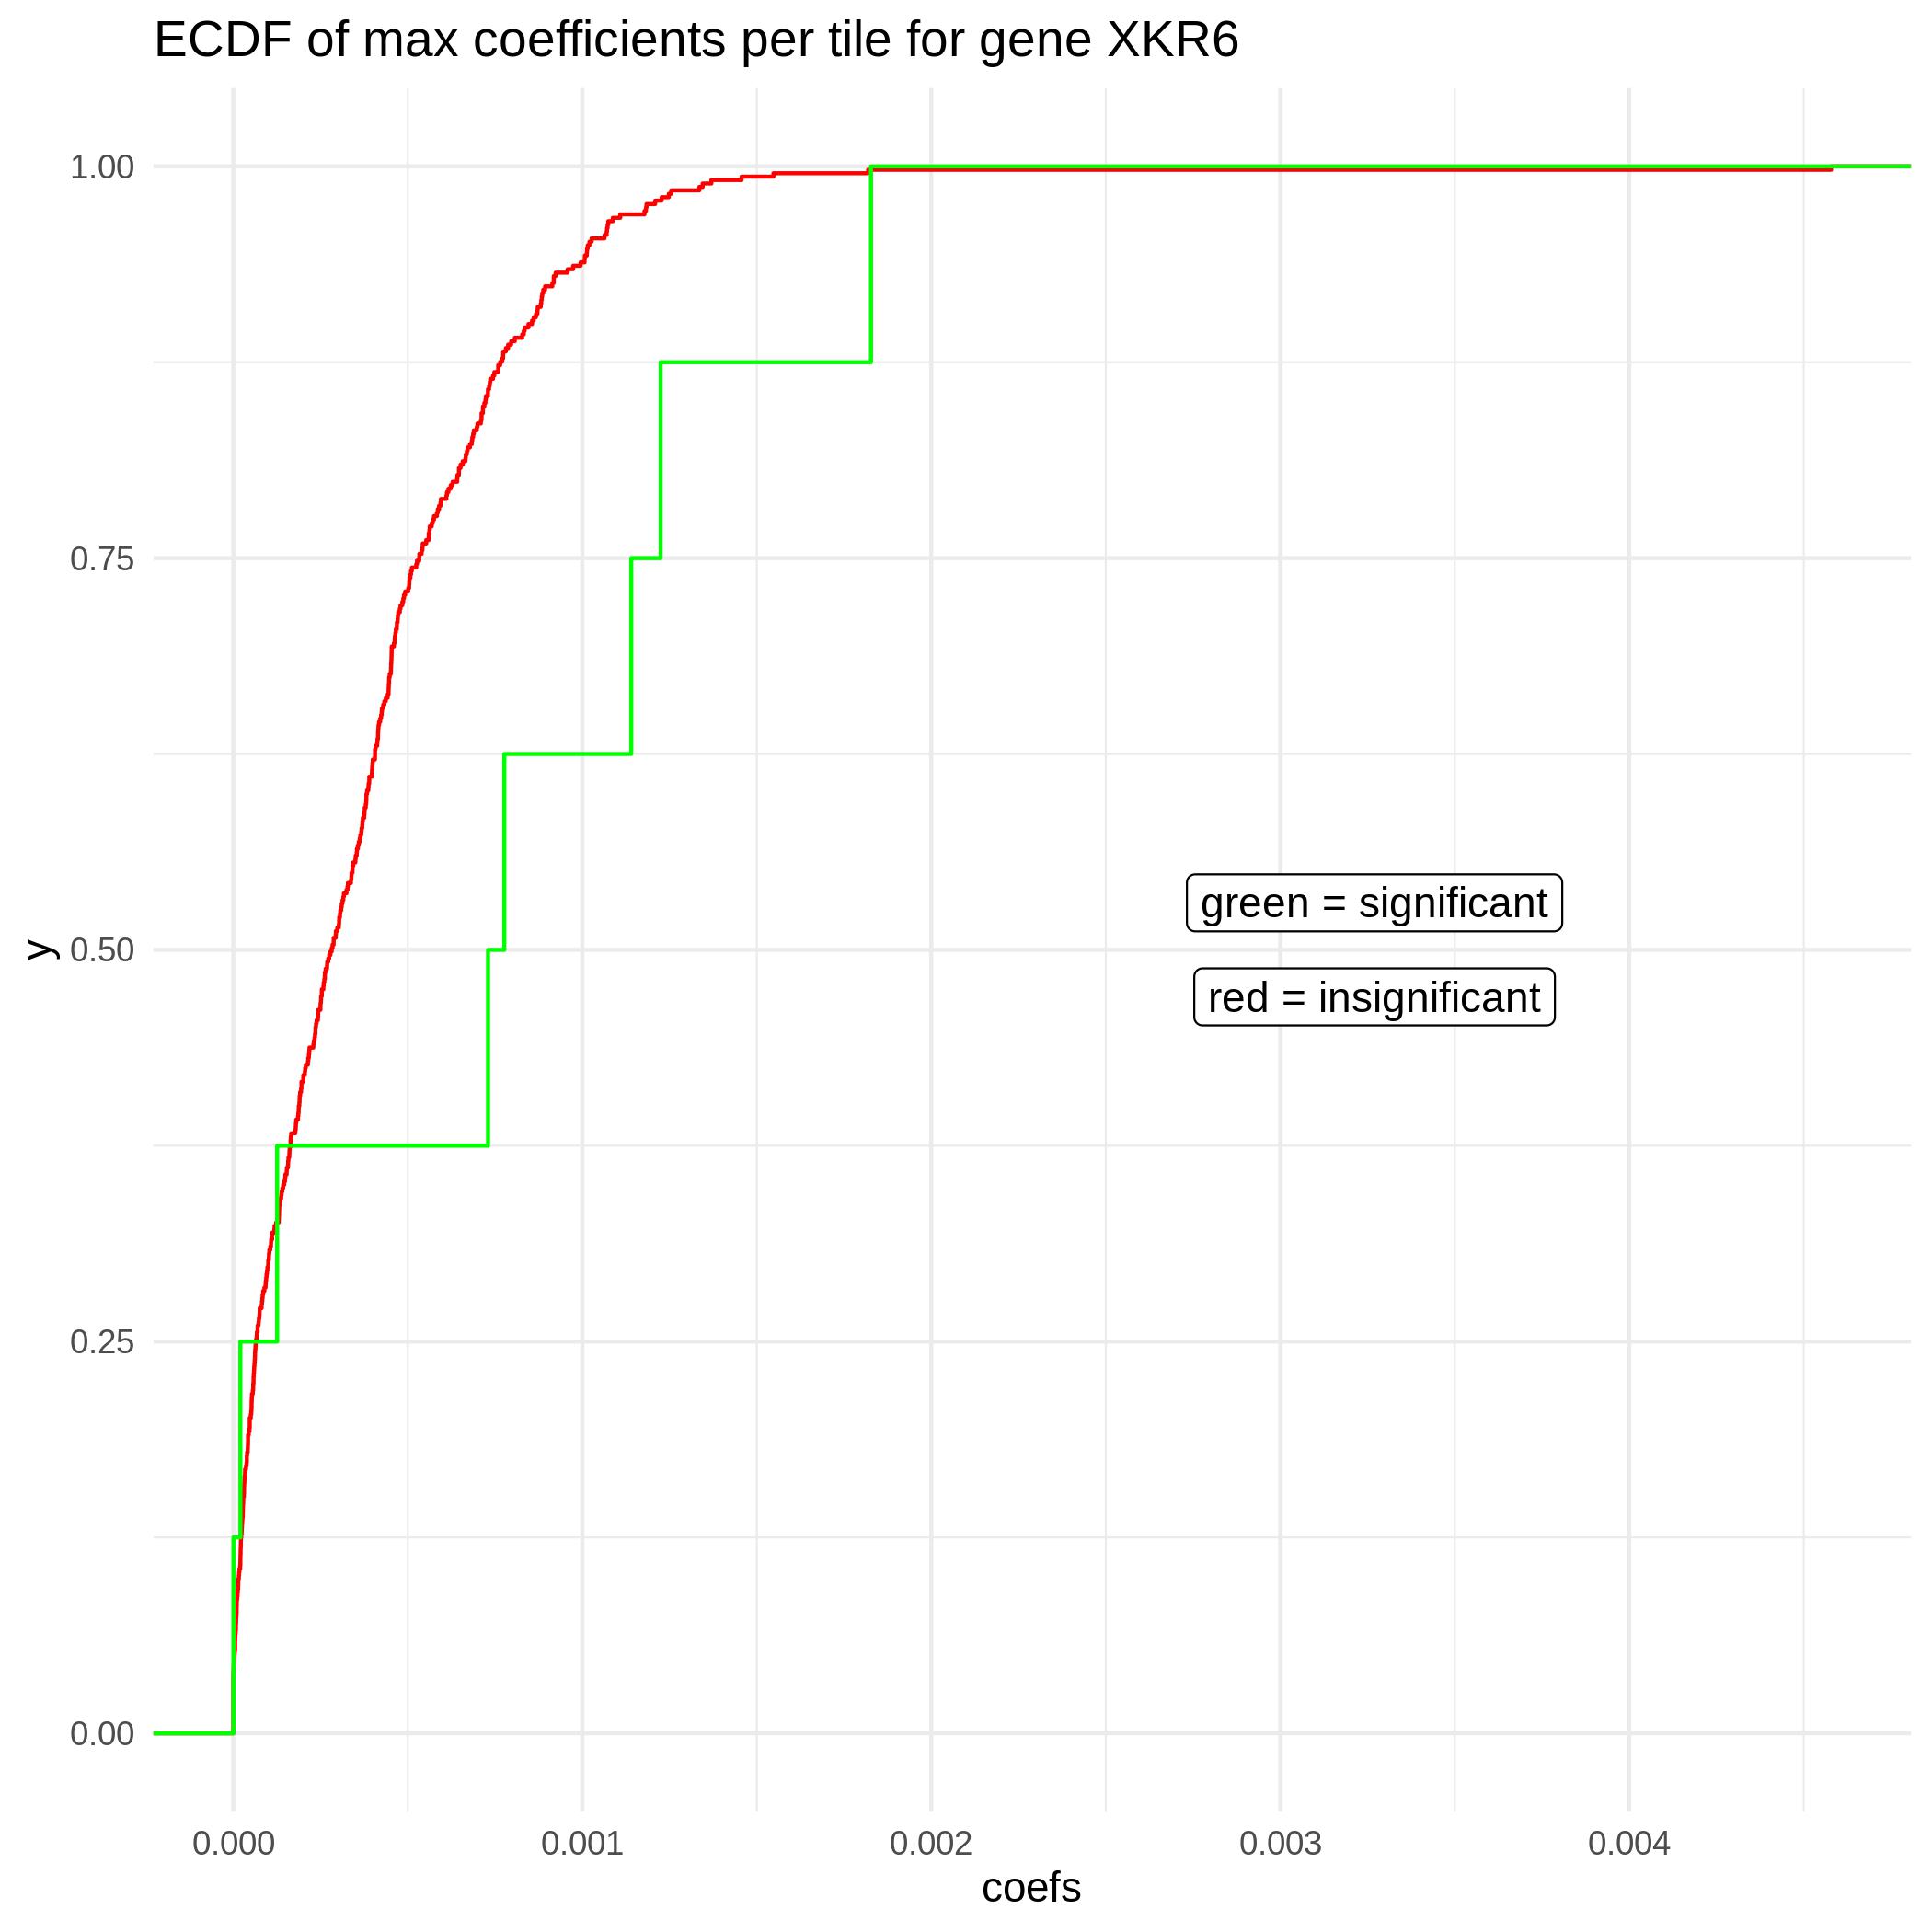 ECDF of max coefficients per tile for gene XKR6
1.00
0.75
0.50
0.25
0.00
y
green = significant
red = insignificant
0.000 0.001 0.002 0.003 0.004
coefs